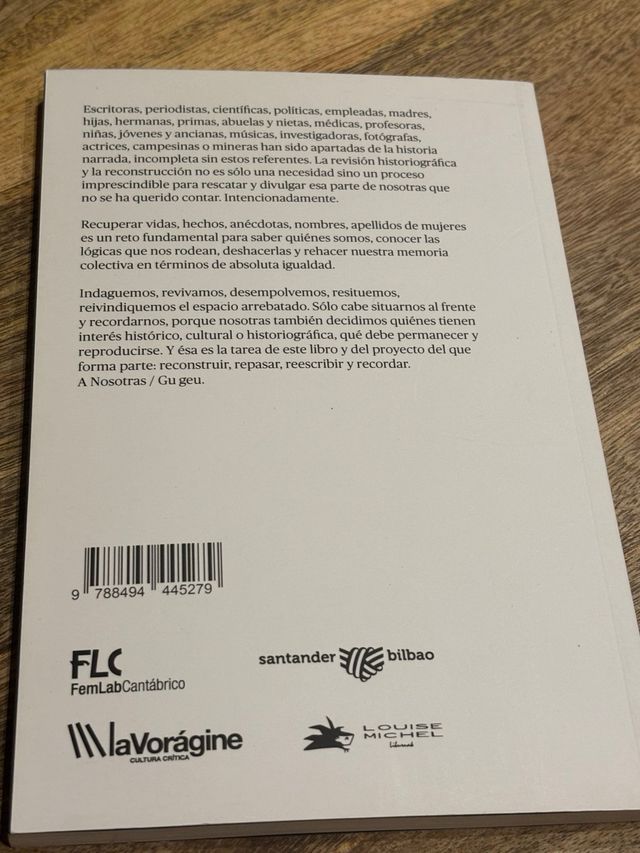 Escritoras, periodistas, científicas, políticas, empleadas, madres,
hijas, hermanas, primas, abuelas y nietas, médicas, profesoras,
niñas, jóvenes y ancianas, músicas, investigadoras, fotógrafas,
actrices, campesinas o mineras han sido apartadas de la historia
narrada, incompleta sin estos referentes. La revisión historiográfica
y la reconstrucción no es sólo una necesidad sino un proceso
imprescindible para rescatar y divulgar esa parte de nosotras que
no se ha querido contar. Intencionadamente.
Recuperar vidas, hechos, anécdotas, nombres, apellidos de mujeres
es un reto fundamental para saber quiénes somos, conocer las
lógicas que nos rodean, deshacerlas y rehacer nuestra memoria
colectiva en términos de absoluta igualdad.
Indaguemos, revivamos, desempolvemos, resituemos,
reivindiquemos el espacio arrebatado. Sólo cabe situarnos al frente
y recordarnos, porque nosotras también decidimos quiénes tienen
interés histórico, cultural o historiográfica, qué debe permanecer y
reproducirse. Y ésa es la tarea de este libro y del proyecto del que
forma parte: reconstruir, repasar, reescribir y recordar.
A Nosotras / Gu geu.
9 788494 445279
FLC
FemLabCantábrico
santander bilbao
laVorágine
CULTURA CRÍTICA
LOUISE
MICHEL
liburuak